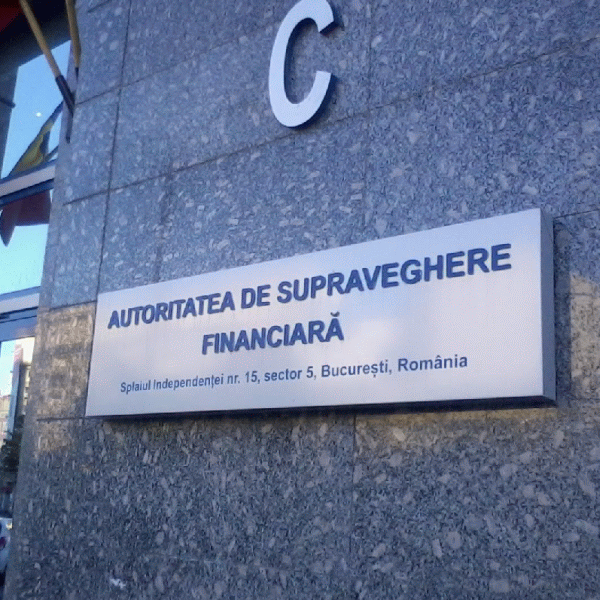 C
AUTORITATEA DE SUPRAVEGHERE
FINANCIARĂ
Splaiul Independenței nr. 15, sector 5, București, România